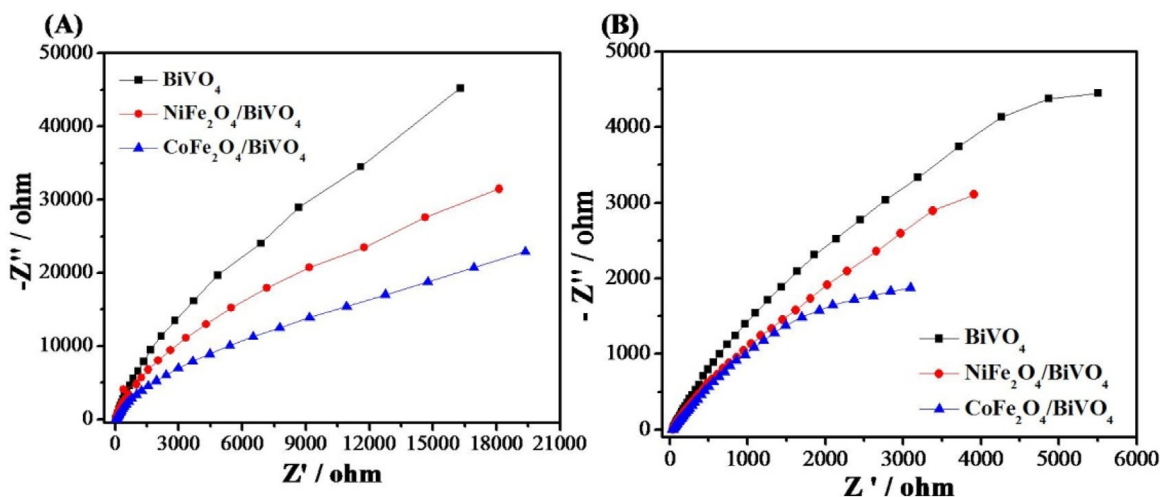 (A)
50000
40000
30000
20000
10000
0
-Z'' / ohm
BiVO4
NiFe2O4/BiVO4
CoFe2O4/BiVO4
0 3000 6000 9000 12000 15000 18000 21000
Z' / ohm
(B)
5000
4000
3000
2000
1000
0
- Z'' / ohm
BiVO4
NiFe2O4/BiVO4
CoFe2O4/BiVO4
0 1000 2000 3000 4000 5000 6000
Z ' / ohm